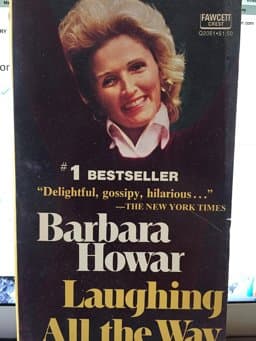 FAWCETT
CREST
Q2081•$1.50
#1 BESTSELLER
“Delightful, gossipy, hilarious...”
—THE NEW YORK TIMES
Barbara
Howar
Laughing
All the Way